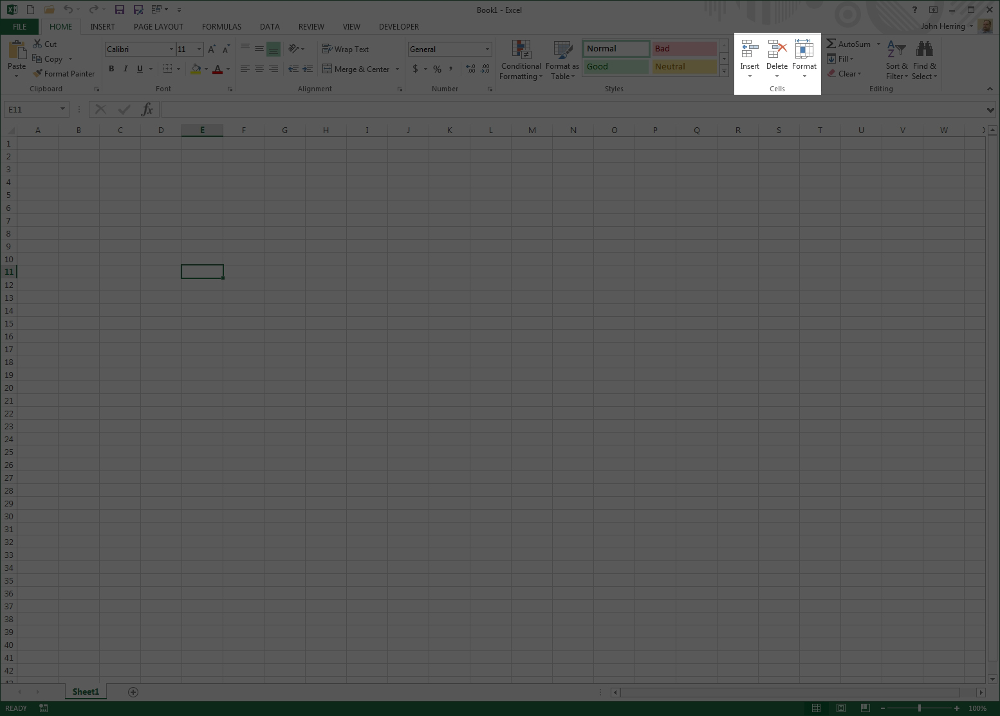 Book1 - Excel
?
FILE HOME INSERT PAGE LAYOUT FORMULAS DATA REVIEW VIEW DEVELOPER John Herring
Paste
Cut
Copy
Format Painter
Clipboard
Calibri 11 A A
B I U A
Font
Wrap Text
Merge & Center
Alignment
General
$ % ,
Number
Conditional
Formatting
Format as
Table
Normal Bad
Good Neutral
Styles
Insert Delete Format
Cells
AutoSum
Fill
Clear
Sort &
Filter
Find &
Select
Editing
E11 fx
A B C D E F G H I J K L M N O P Q R S T U V W X
1
2
3
4
5
6
7
8
9
10
11
12
13
14
15
16
17
18
19
20
21
22
23
24
25
26
27
28
29
30
31
32
33
34
35
36
37
38
39
40
41
42
43
Sheet1
READY 100%